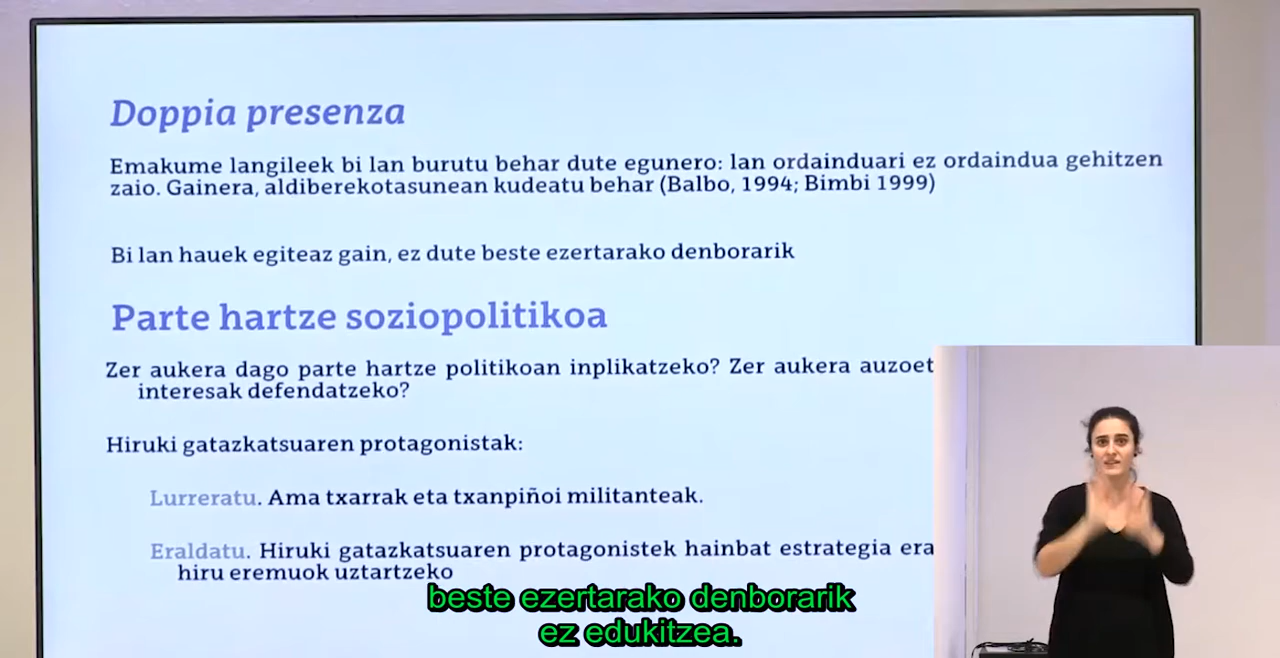 Doppia presenza
Emakume langileek bi lan burutu behar dute egunero: lan ordainduari ez ordaindua gehitzen
zaio. Gainera, aldiberekotasunean kudeatu behar (Balbo, 1994; Bimbi 1999)
Bi lan hauek egiteaz gain, ez dute beste ezertarako denborarik
Parte hartze soziopolitikoa
Zer aukera dago parte hartze politikoan inplikatzeko? Zer aukera auzoet
interesak defendatzeko?
Hiruki gatazkatsuaren protagonistak:
Lurreratu. Ama txarrak eta txanpiñoi militanteak.
Eraldatu. Hiruki gatazkatsuaren protagonistek hainbat estrategia era
hiru eremuok uztartzeko
beste ezertarako denborarik
ez edukitzea.